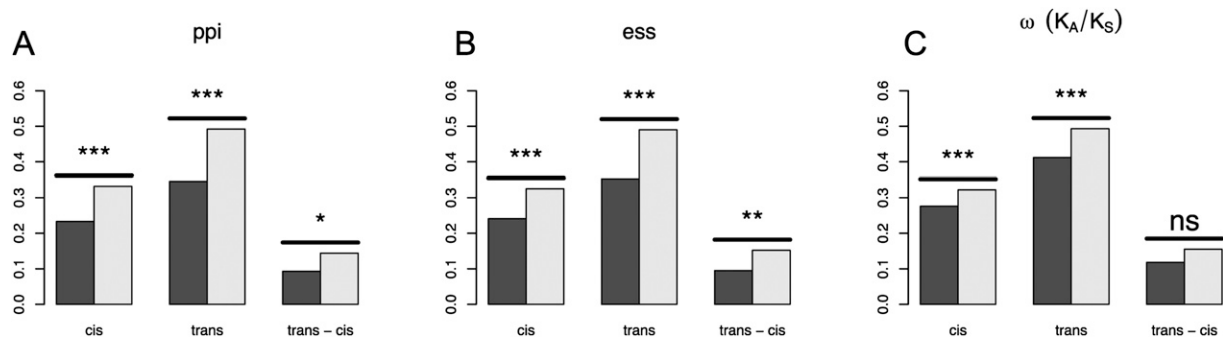 A
ppi
0.6
0.5
0.4
0.3
0.2
0.1
0.0
***
***
*
cis
trans
trans – cis
B
ess
0.6
0.5
0.4
0.3
0.2
0.1
0.0
***
***
**
cis
trans
trans – cis
C
ω (K_A/K_S)
0.6
0.5
0.4
0.3
0.2
0.1
0.0
***
***
ns
cis
trans
trans – cis